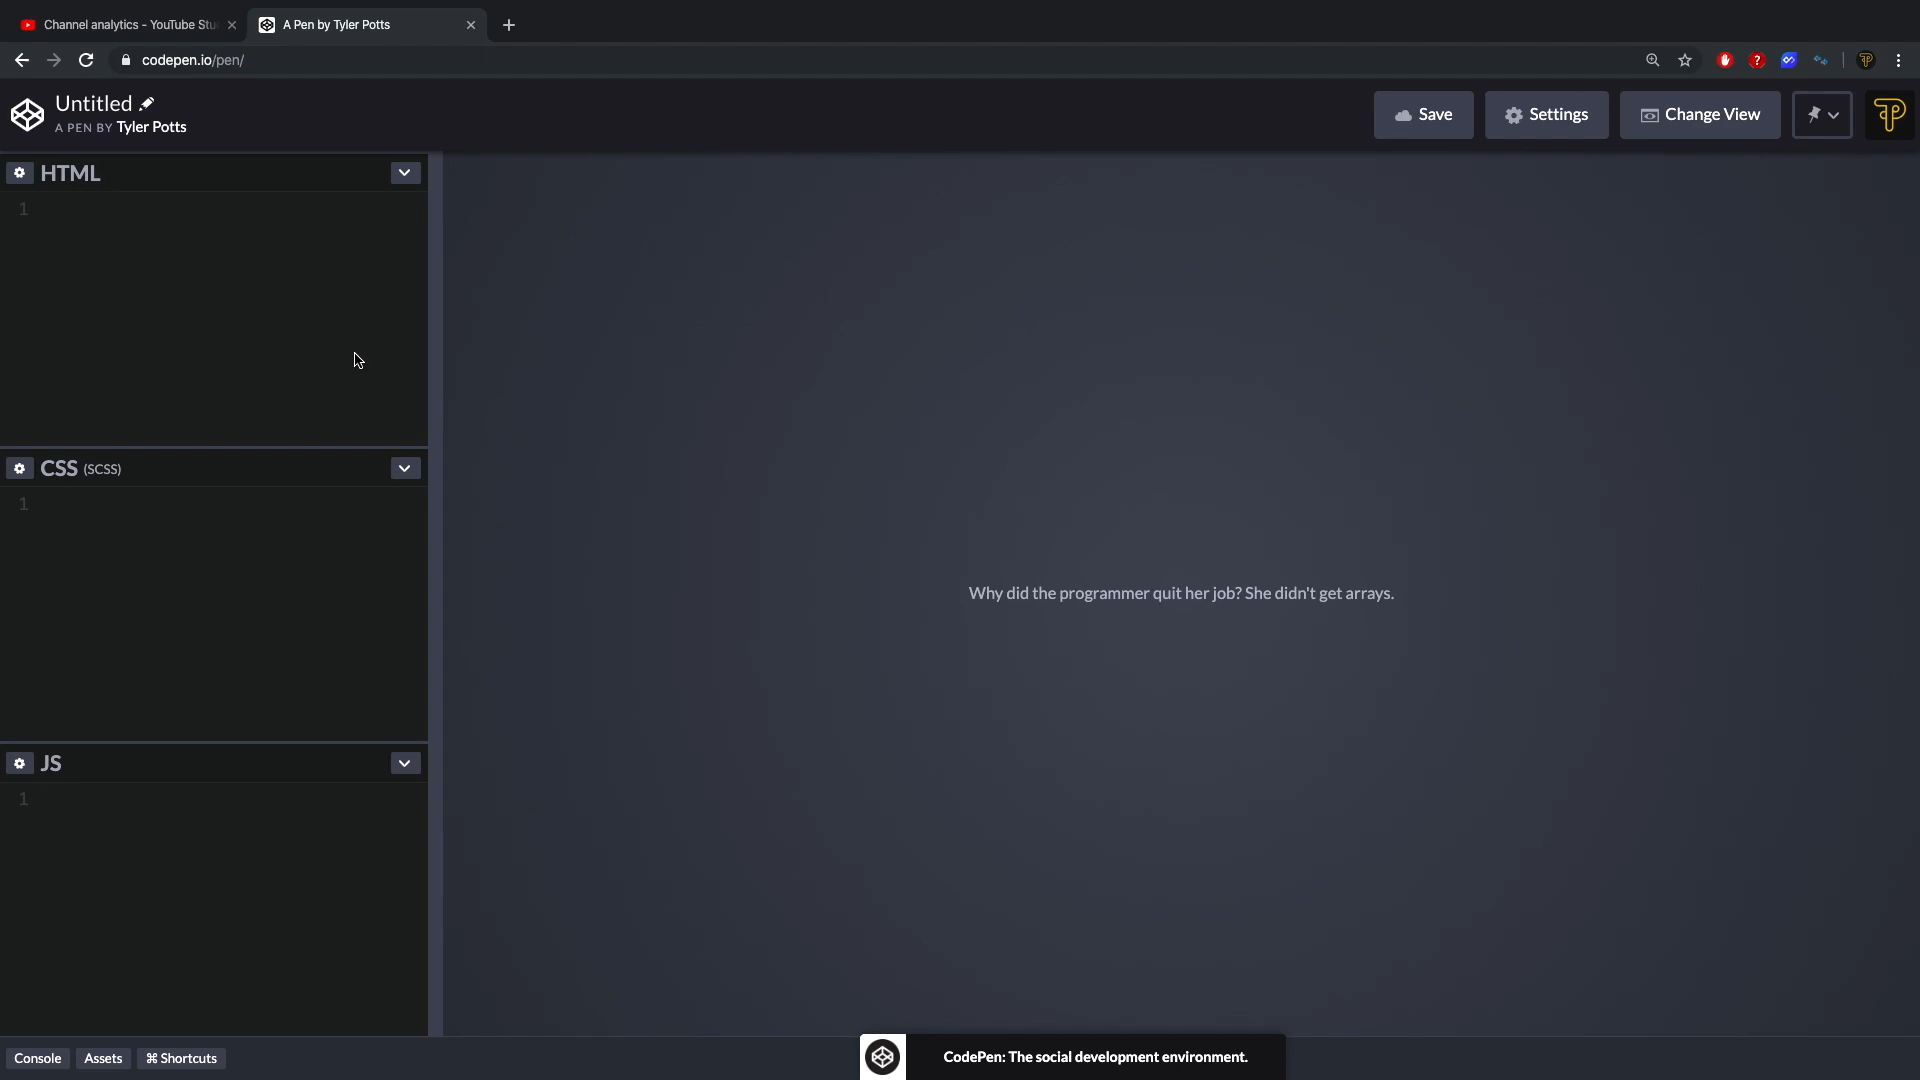 Channel analytics - YouTube Stu
A Pen by Tyler Potts
codepen.io/pen/
Untitled
A PEN BY Tyler Potts
Save
Settings
Change View
HTML
1
CSS (SCSS)
1
JS
1
Why did the programmer quit her job? She didn't get arrays.
Console
Assets
⌘ Shortcuts
CodePen: The social development environment.